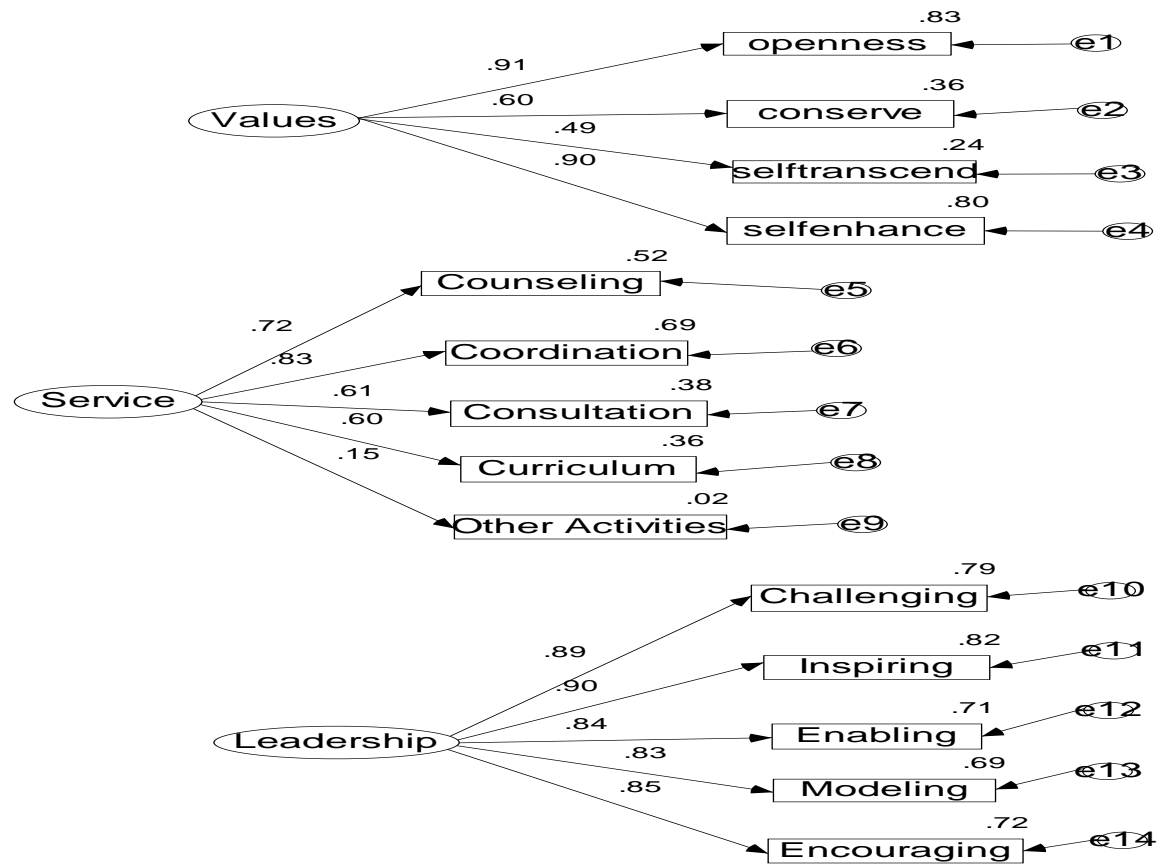 .83
openness
e1
.91
.36
.60
conserve
e2
Values
.49
.24
.90
selftranscend
e3
.80
selfenhance
e4
.52
Counseling
e5
.72
.69
.83
Coordination
e6
.38
.61
Service
Consultation
e7
.60
.36
.15
Curriculum
e8
.02
Other Activities
e9
.79
Challenging
e10
.89
.82
Inspiring
e11
.90
.71
.84
Enabling
e12
Leadership
.83
.69
Modeling
e13
.85
.72
Encouraging
e14